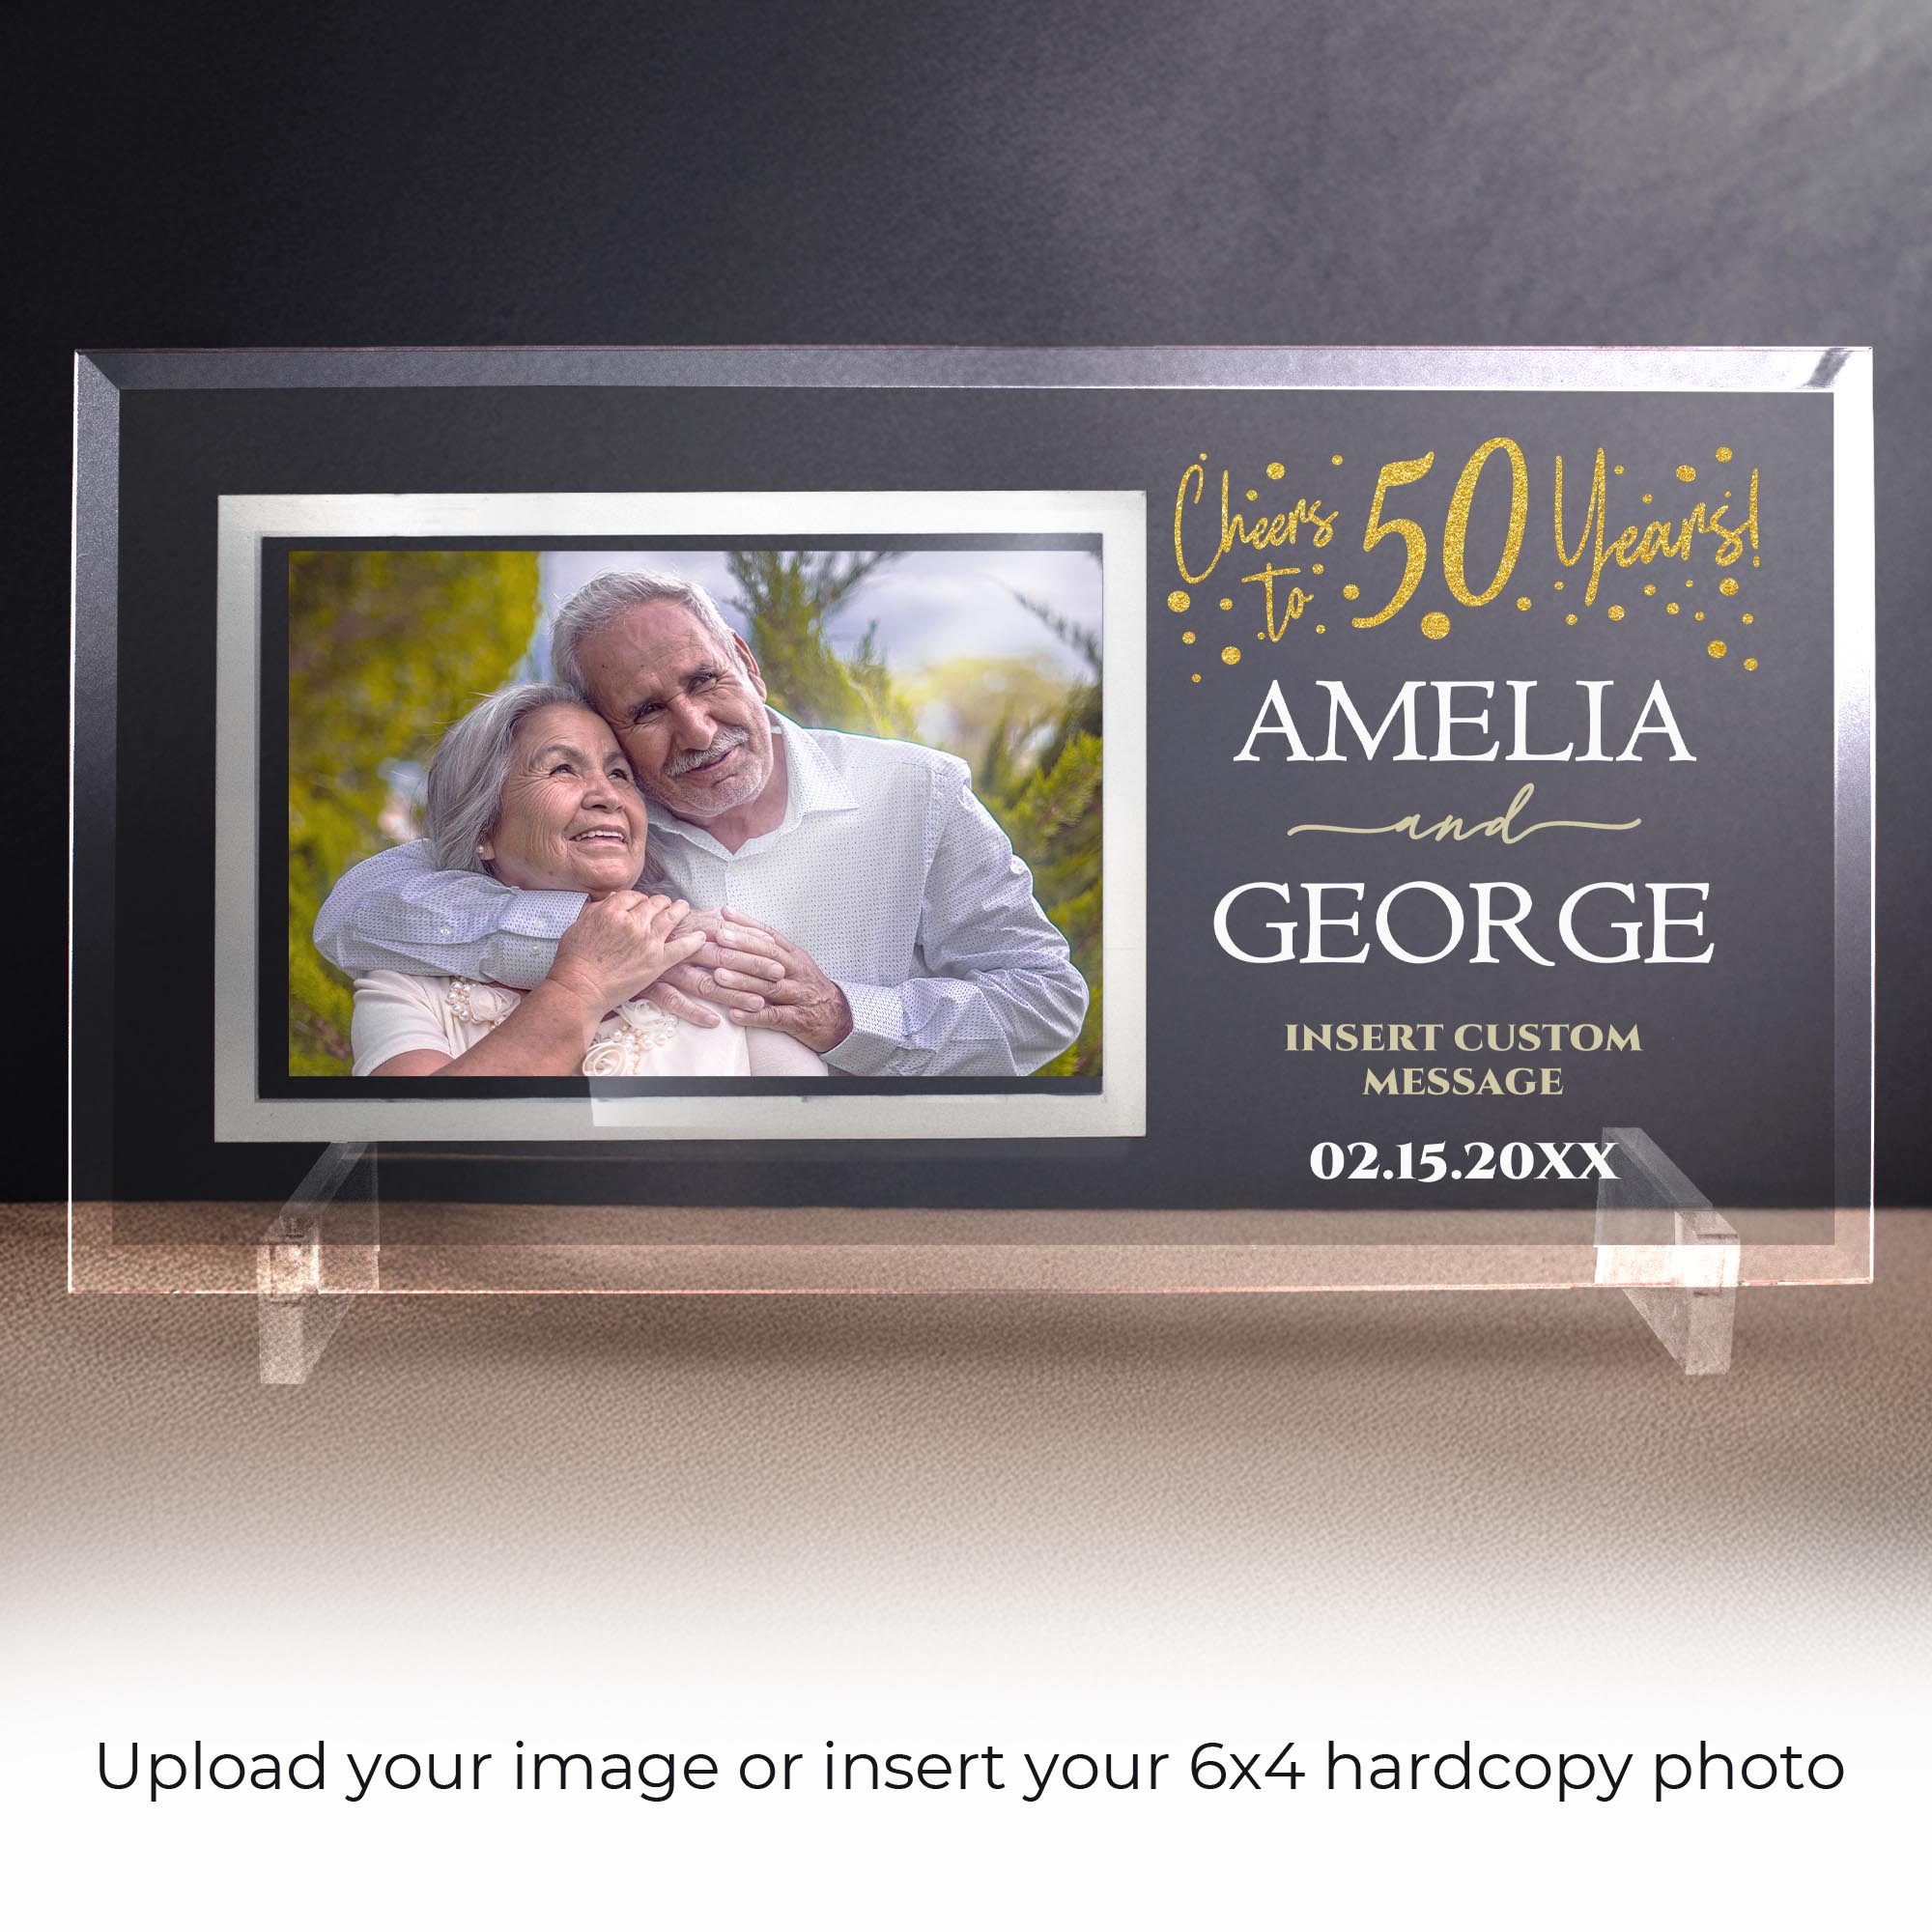 Cheers to 50 Years!
AMELIA
and
GEORGE
INSERT CUSTOM
MESSAGE
02.15.20XX
Upload your image or insert your 6x4 hardcopy photo